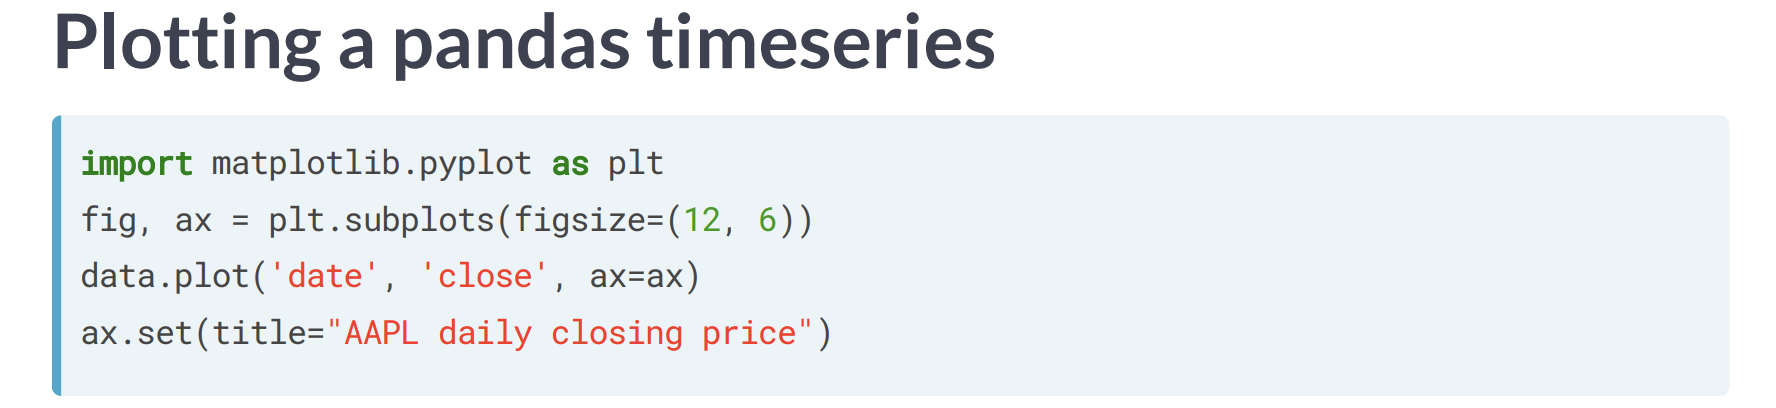 Plotting a pandas timeseries
import matplotlib.pyplot as plt
fig, ax = plt.subplots(figsize=(12, 6))
data.plot('date', 'close', ax=ax)
ax.set(title="AAPL daily closing price")